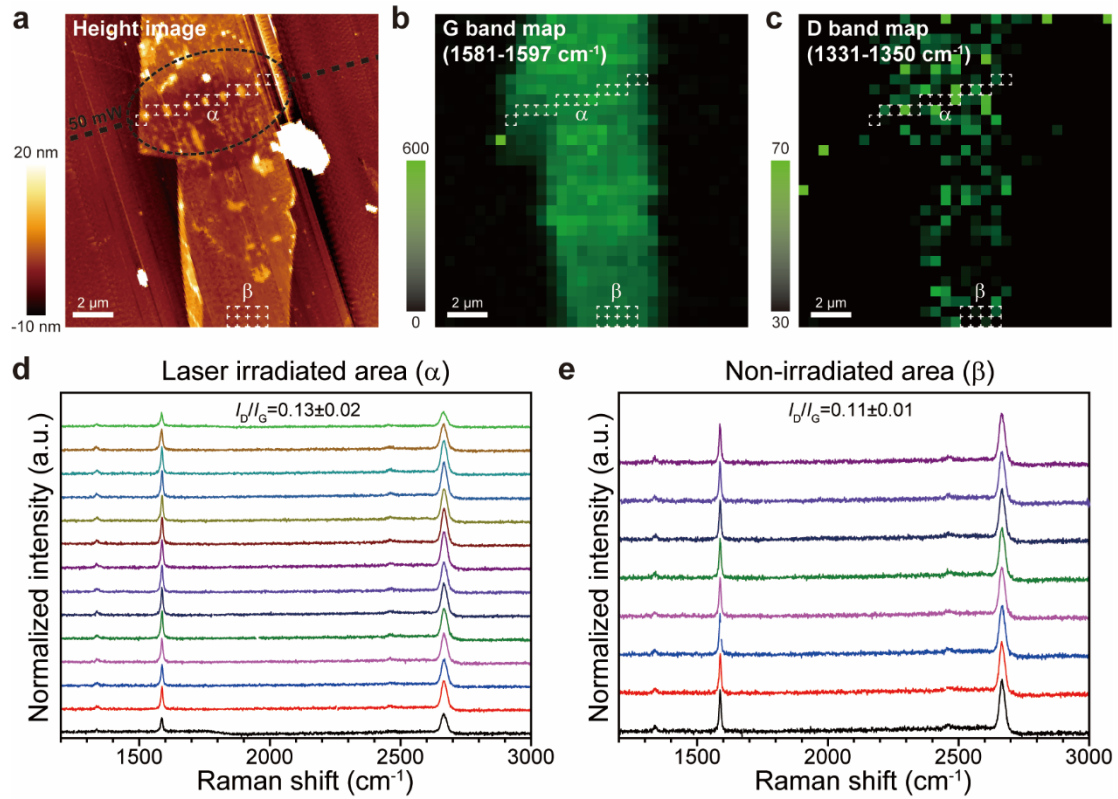 a
Height image
50 mW
α
20 nm
-10 nm
β
2 μm
b
G band map
(1581-1597 cm⁻¹)
α
600
0
β
2 μm
c
D band map
(1331-1350 cm⁻¹)
α
70
30
β
2 μm
d
Laser irradiated area (α)
I_D/I_G=0.13±0.02
Normalized intensity (a.u.)
1500 2000 2500 3000
Raman shift (cm⁻¹)
e
Non-irradiated area (β)
I_D/I_G=0.11±0.01
Normalized intensity (a.u.)
1500 2000 2500 3000
Raman shift (cm⁻¹)